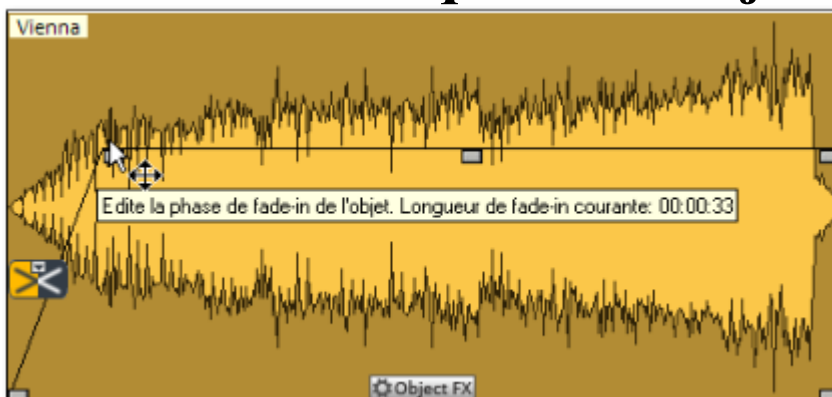 Vienna
Edite la phase de fade-in de l'objet. Longueur de fade-in courante: 00:00:33
Object FX